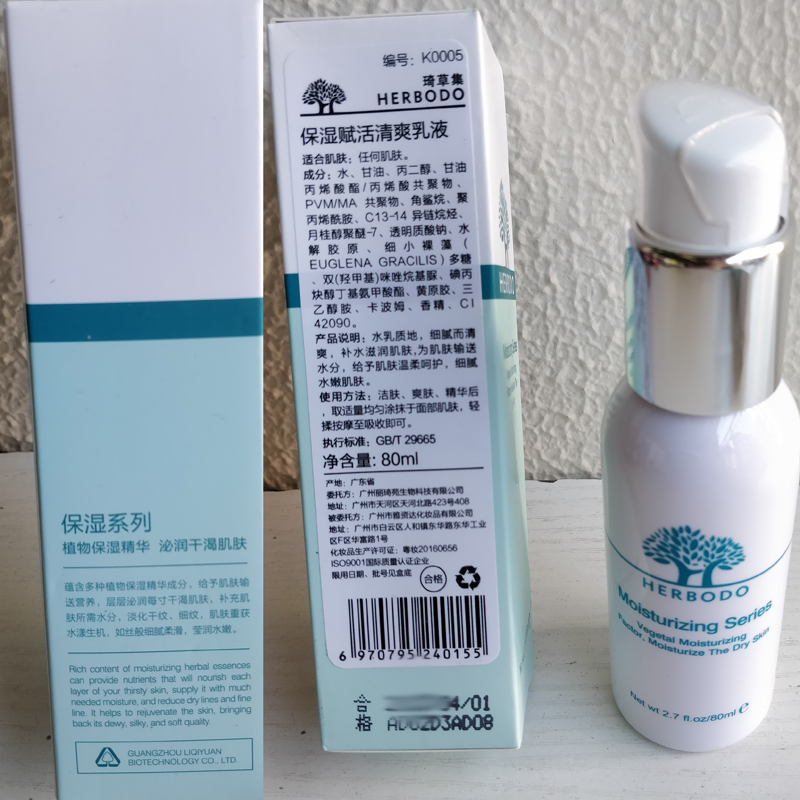 保湿系列
植物保湿精华 泌润干渴肌肤
蕴含多种植物保湿精华成分，给予肌肤输
送营养，层层泌润每寸干渴肌肤，补充肌
肤所需水分，淡化干纹、细纹，肌肤重获
水漾生机，如丝般细腻柔滑，莹润水嫩。
Rich content of moisturizing herbal essences
can provide nutrients that will nourish each
layer of your thirsty skin, supply it with much
needed moisture, and reduce dry lines and fine
line. It helps to rejuvenate the skin, bringing
back its dewy, silky, and soft quality.
GUANGZHOU LIQIYUAN
BIOTECHNOLOGY CO., LTD.
编号：K0005
琦草集
HERBODO
保湿赋活清爽乳液
适合肌肤：任何肌肤。
成分：水、甘油、丙二醇、甘油
丙烯酸酯/丙烯酸共聚物、
PVM/MA 共聚物、角鲨烷、聚
丙烯酰胺、C13-14 异链烷烃、
月桂醇聚醚-7、透明质酸钠、水
解胶原、细小裸藻
(EUGLENA GRACILIS) 多糖
、双(羟甲基)咪唑烷基脲、碘丙
炔醇丁基氨甲酸酯、黄原胶、三
乙醇胺、卡波姆、香精、CI
42090。
产品说明：水乳质地，细腻而清
爽，补水滋润肌肤,为肌肤输送
水分，给予肌肤温柔呵护，细腻
水嫩肌肤。
使用方法：洁肤、爽肤、精华后
，取适量均匀涂抹于面部肌肤，轻
揉按摩至吸收即可。
执行标准：GB/T 29665
净含量: 80ml
产地：广东省
委托方：广州丽琦苑生物科技有限公司
地址：广州市天河区天河北路423号408
被委托方：广州市雅资达化妆品有限公司
地址：广州市白云区人和镇东华路东华工业
区F区华富路1号
化妆品生产许可证：粤妆20160656
ISO9001国际质量认证企业
限用日期、批号见盒底
合格
6 970795 240155
合格
4/01
AD02D3AD08
HERBODO
HERBODO
Moisturizing Series
Vegetal Moisturizing
Factor, Moisturize The Dry Skin
Net wt 2.7 fl.oz/80ml e